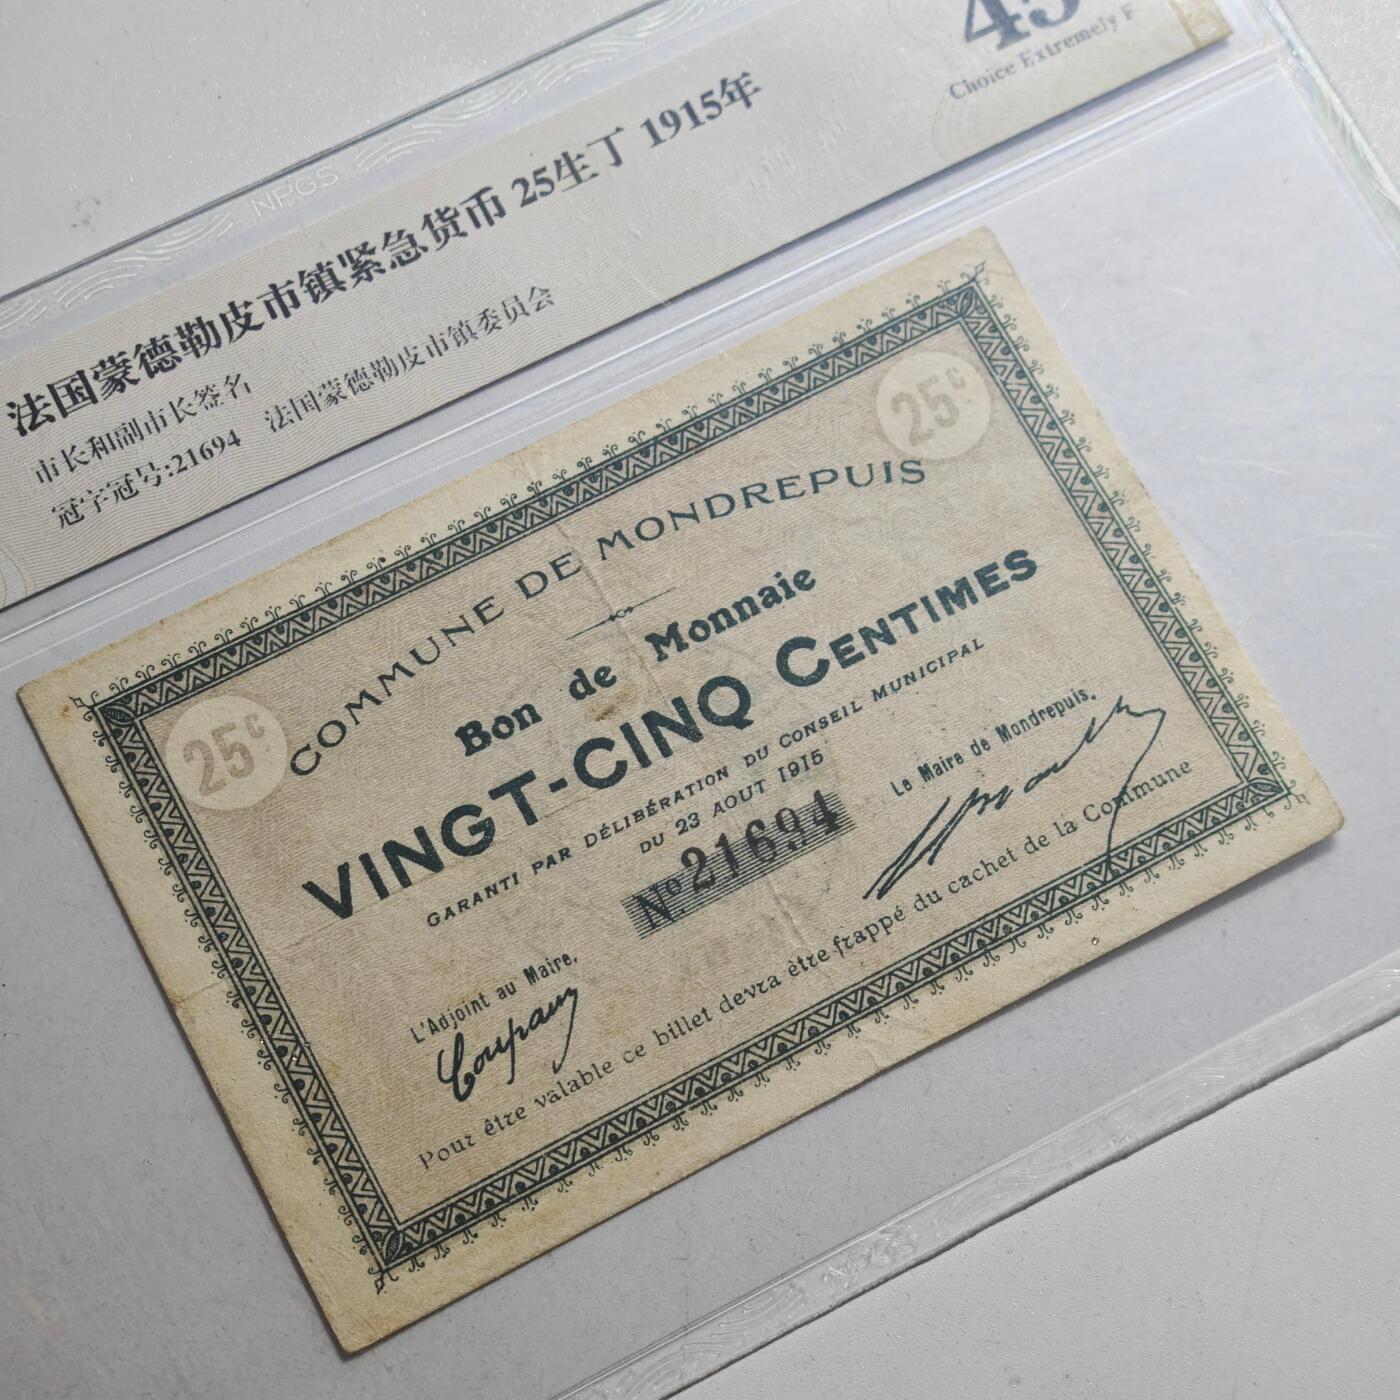 45
Choice Extremely F
法国蒙德勒皮市镇紧急货币 25生丁 1915年
市长和副市长签名
冠字冠号:21694 法国蒙德勒皮市镇委员会
NPGS
25c
25c
COMMUNE DE MONDREPUIS
Bon de Monnaie
VINGT-CINQ CENTIMES
GARANTI PAR DÉLIBÉRATION DU CONSEIL MUNICIPAL
DU 23 AOUT 1915
No. 21694
Le Maire de Mondrepuis.
L'Adjoint au Maire.
Coupain
Pour être valable ce billet devra être frappé du cachet de la Commune
NPGS